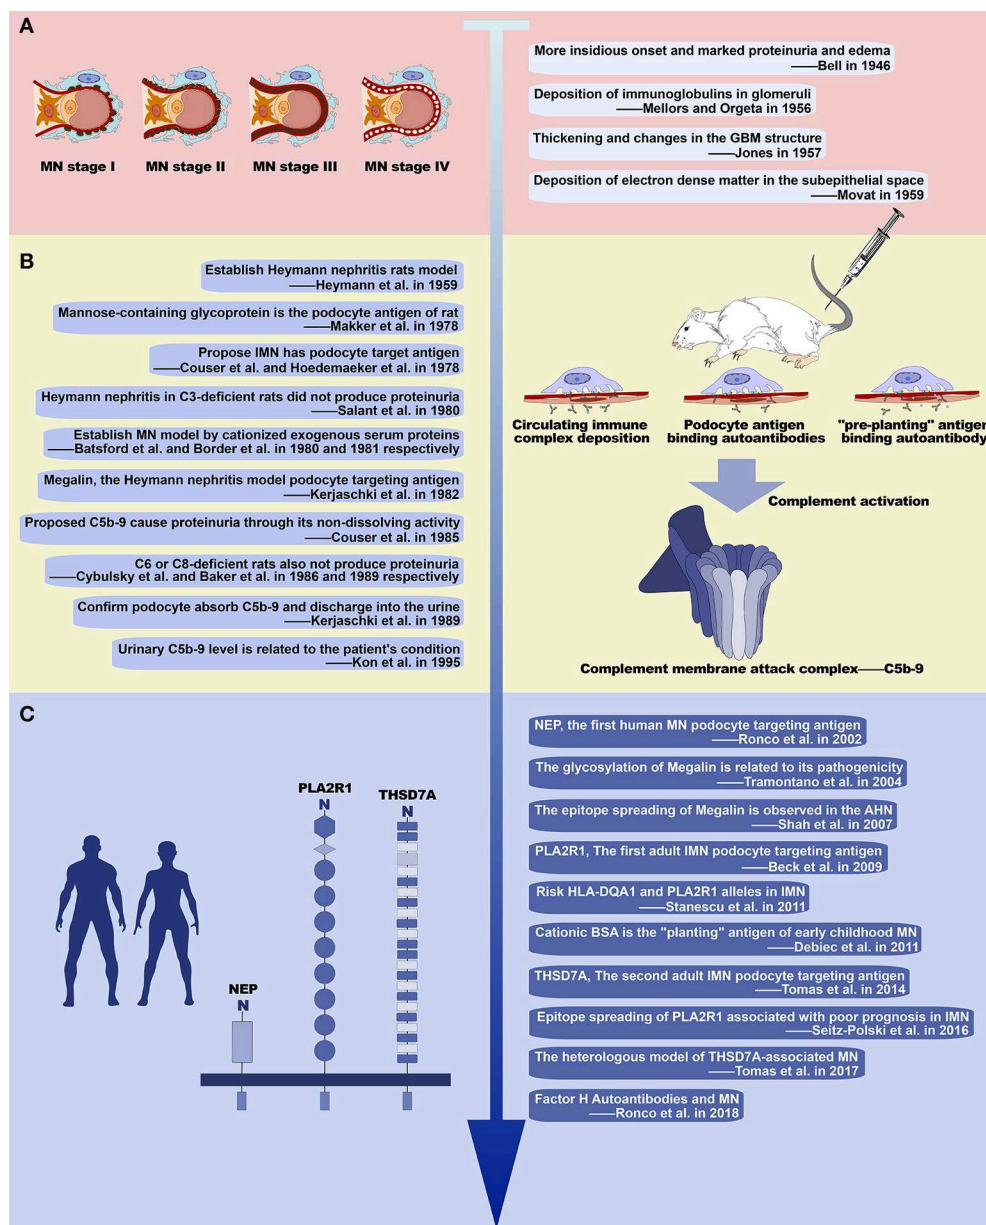 A
MN stage I
MN stage II
MN stage III
MN stage IV
More insidious onset and marked proteinuria and edema
——Bell in 1946
Deposition of immunoglobulins in glomeruli
——Mellors and Orgeta in 1956
Thickening and changes in the GBM structure
——Jones in 1957
Deposition of electron dense matter in the subepithelial space
——Movat in 1959
B
Establish Heymann nephritis rats model
——Heymann et al. in 1959
Mannose-containing glycoprotein is the podocyte antigen of rat
——Makker et al. in 1978
Propose IMN has podocyte target antigen
——Couser et al. and Hoedemaeker et al. in 1978
Heymann nephritis in C3-deficient rats did not produce proteinuria
——Salant et al. in 1980
Establish MN model by cationized exogenous serum proteins
——Batsford et al. and Border et al. in 1980 and 1981 respectively
Megalin, the Heymann nephritis model podocyte targeting antigen
——Kerjaschki et al. in 1982
Proposed C5b-9 cause proteinuria through its non-dissolving activity
——Couser et al. in 1985
C6 or C8-deficient rats also not produce proteinuria
——Cybulsky et al. and Baker et al. in 1986 and 1989 respectively
Confirm podocyte absorb C5b-9 and discharge into the urine
——Kerjaschki et al. in 1989
Urinary C5b-9 level is related to the patient's condition
——Kon et al. in 1995
Circulating immune
complex deposition
Podocyte antigen
binding autoantibodies
"pre-planting" antigen
binding autoantibody
Complement activation
Complement membrane attack complex——C5b-9
C
NEP
N
PLA2R1
N
THSD7A
N
NEP, the first human MN podocyte targeting antigen
——Ronco et al. in 2002
The glycosylation of Megalin is related to its pathogenicity
——Tramontano et al. in 2004
The epitope spreading of Megalin is observed in the AHN
——Shah et al. in 2007
PLA2R1, The first adult IMN podocyte targeting antigen
——Beck et al. in 2009
Risk HLA-DQA1 and PLA2R1 alleles in IMN
——Stanescu et al. in 2011
Cationic BSA is the "planting" antigen of early childhood MN
——Debiec et al. in 2011
THSD7A, The second adult IMN podocyte targeting antigen
——Tomas et al. in 2014
Epitope spreading of PLA2R1 associated with poor prognosis in IMN
——Seitz-Polski et al. in 2016
The heterologous model of THSD7A-associated MN
——Tomas et al. in 2017
Factor H Autoantibodies and MN
——Ronco et al. in 2018